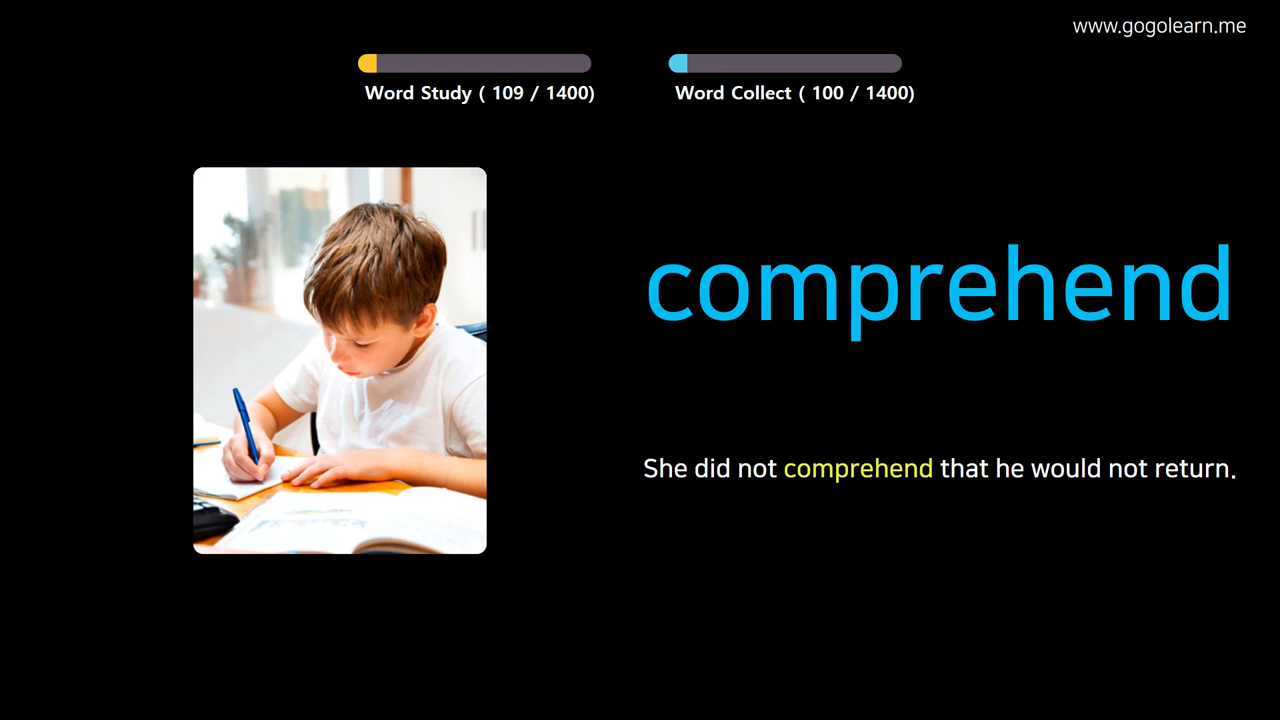 www.gogolearn.me
Word Study ( 109 / 1400)
Word Collect ( 100 / 1400)
comprehend
She did not comprehend that he would not return.